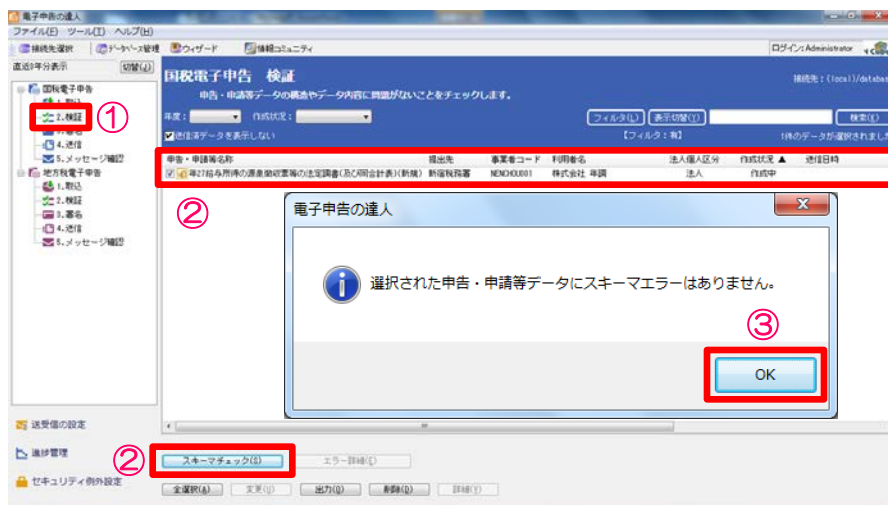 電子申告の達人
ファイル(F) ツール(T) ヘルプ(H)
接続先選択 データベース管理 ウィザード 情報コミュニティ ログイン:Administrator
直近3年分表示 切替(J)
国税電子申告 検証
接続先:(local)/databas
申告・申請等データの構造やデータ内容に問題がないことをチェックします。
国税電子申告
1.取込
2.検証 ①
4.送信
5.メッセージ確認
地方税電子申告
1.取込
2.検証
3.署名
4.送信
5.メッセージ確認
年度: 作成状況: フィルタ(L) 表示切替(Y) 検索(K)
送信済データを表示しない 【フィルタ:有】 1件のデータが選択されました
申告・申請等名称 提出先 事業者コード 利用者名 法人個人区分 作成状況 ▲ 送信日時
年27給与所得の源泉徴収票等の法定調書(及び同合計表)(新規) 新宿税務署 NENCHOU001 株式会社 年調 法人 作成中
②
電子申告の達人
選択された申告・申請等データにスキーマエラーはありません。
③
OK
送受信の設定
進捗管理
セキュリティ例外設定
② スキーマチェック(S) エラー詳細(E)
全選択(A) 変更(U) 出力(O) 削除(D) 詳細(Y)